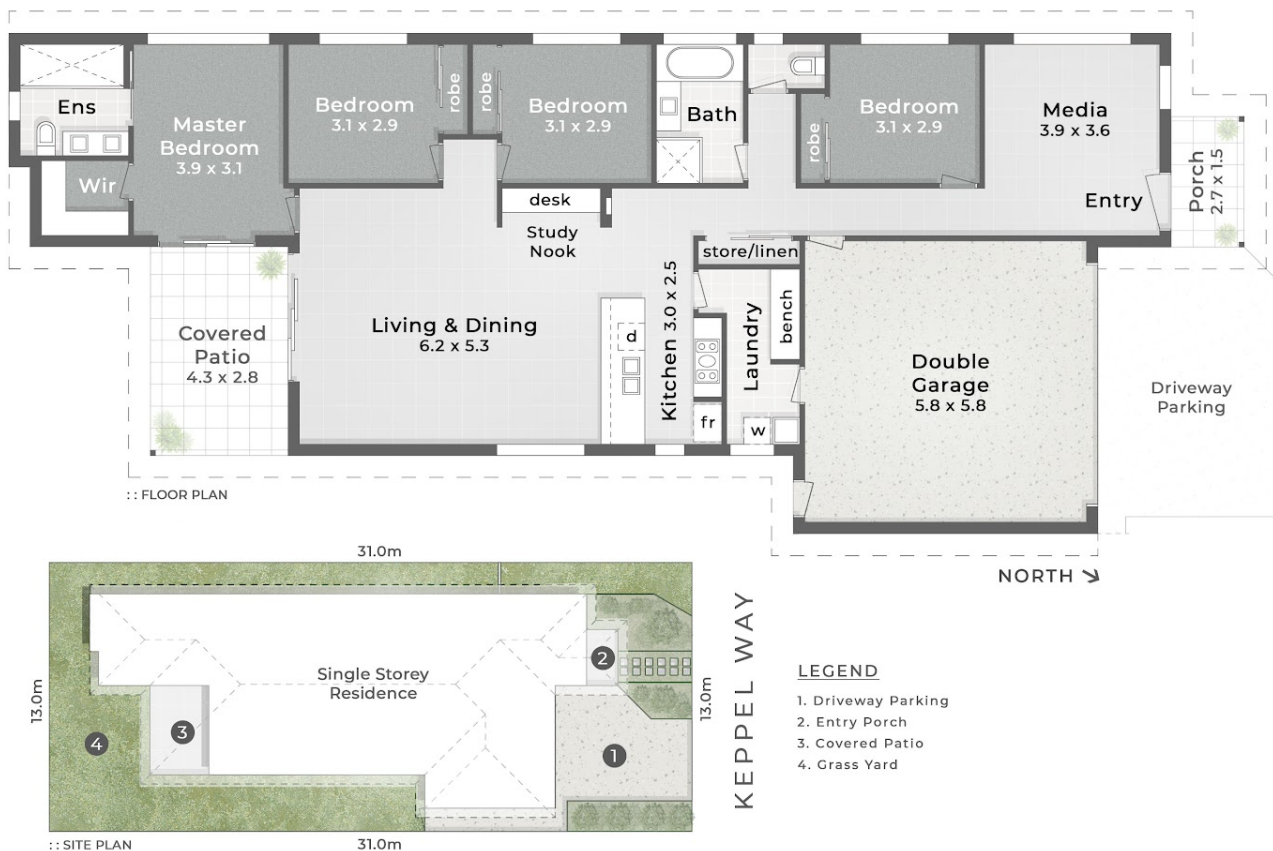 Ens
Master
Bedroom
3.9 x 3.1
Wir
Bedroom
3.1 x 2.9
robe
robe
Bedroom
3.1 x 2.9
Bath
robe
Bedroom
3.1 x 2.9
Media
3.9 x 3.6
Entry
Porch
2.7 x 1.5
desk
Study
Nook
store/linen
Covered
Patio
4.3 x 2.8
Living & Dining
6.2 x 5.3
d
Kitchen 3.0 x 2.5
fr
Laundry
bench
w
Double
Garage
5.8 x 5.8
Driveway
Parking
:: FLOOR PLAN
NORTH
31.0m
13.0m
Single Storey
Residence
1
2
3
4
13.0m
31.0m
:: SITE PLAN
KEPPEL WAY
LEGEND
1. Driveway Parking
2. Entry Porch
3. Covered Patio
4. Grass Yard